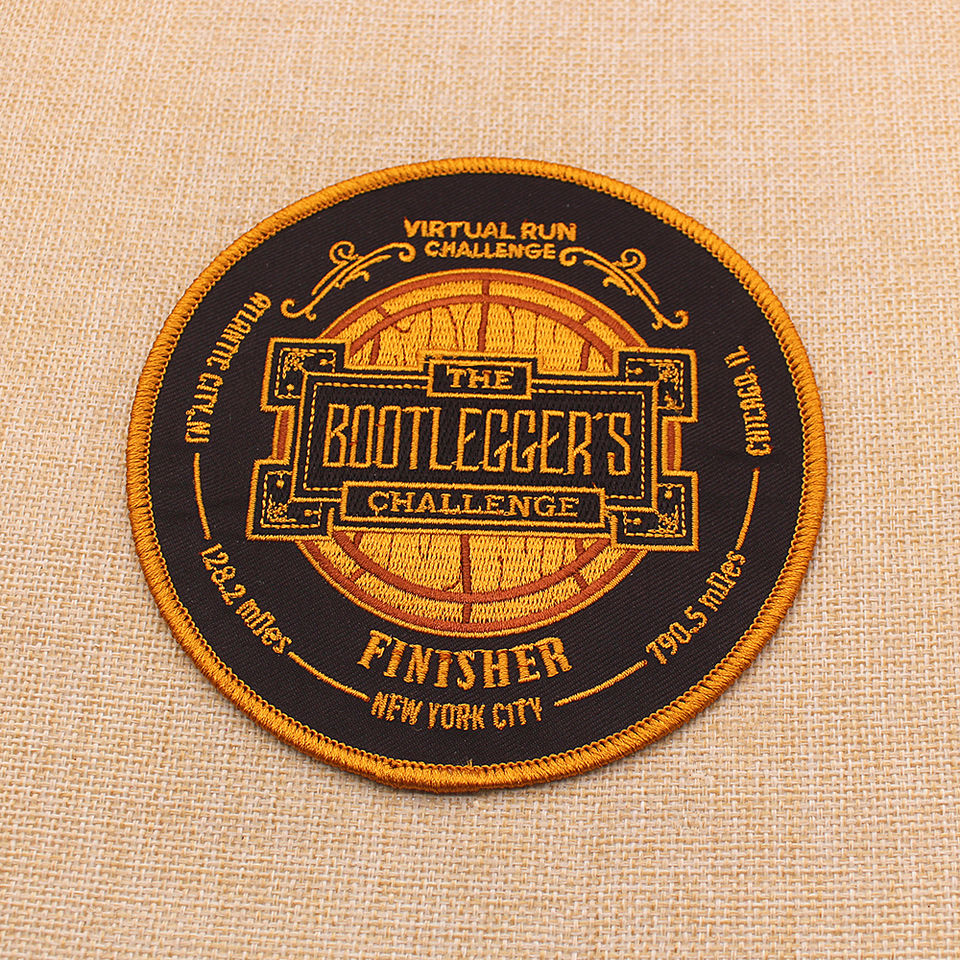 VIRTUAL RUN
CHALLENGE
THE
BOOTLEGGER'S
CHALLENGE
FINISHER
ATLANTIC CITY, NJ
128.2 miles
NEW YORK CITY
790.5 miles
CHICAGO, IL